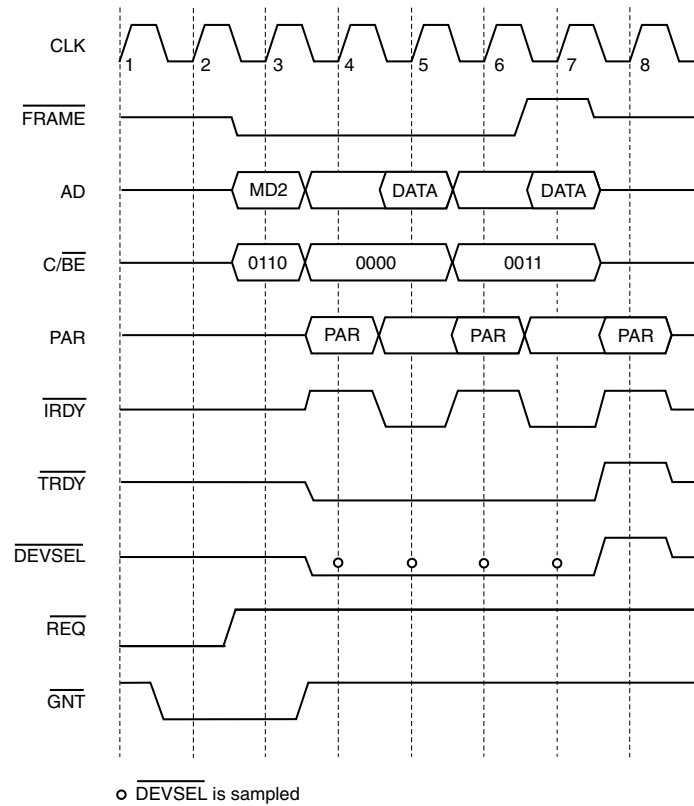 CLK
1 2 3 4 5 6 7 8
FRAME
AD MD2 DATA DATA
C/BE 0110 0000 0011
PAR PAR PAR PAR
IRDY
TRDY
DEVSEL
REQ
GNT
DEVSEL is sampled